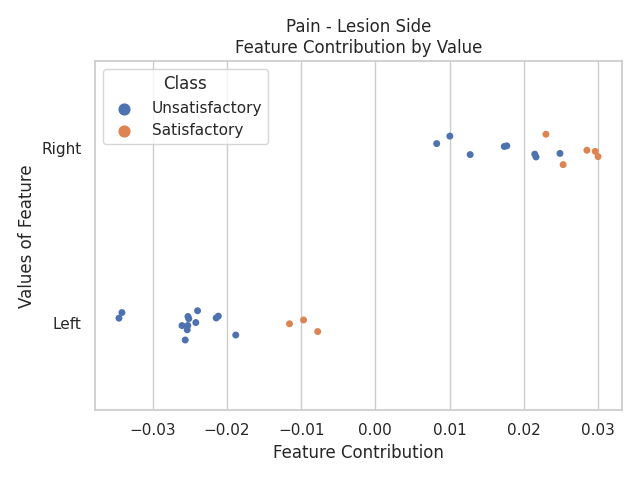 Pain - Lesion Side
Feature Contribution by Value
Class
Unsatisfactory
Satisfactory
Values of Feature
Right
Left
−0.03 −0.02 −0.01 0.00 0.01 0.02 0.03
Feature Contribution